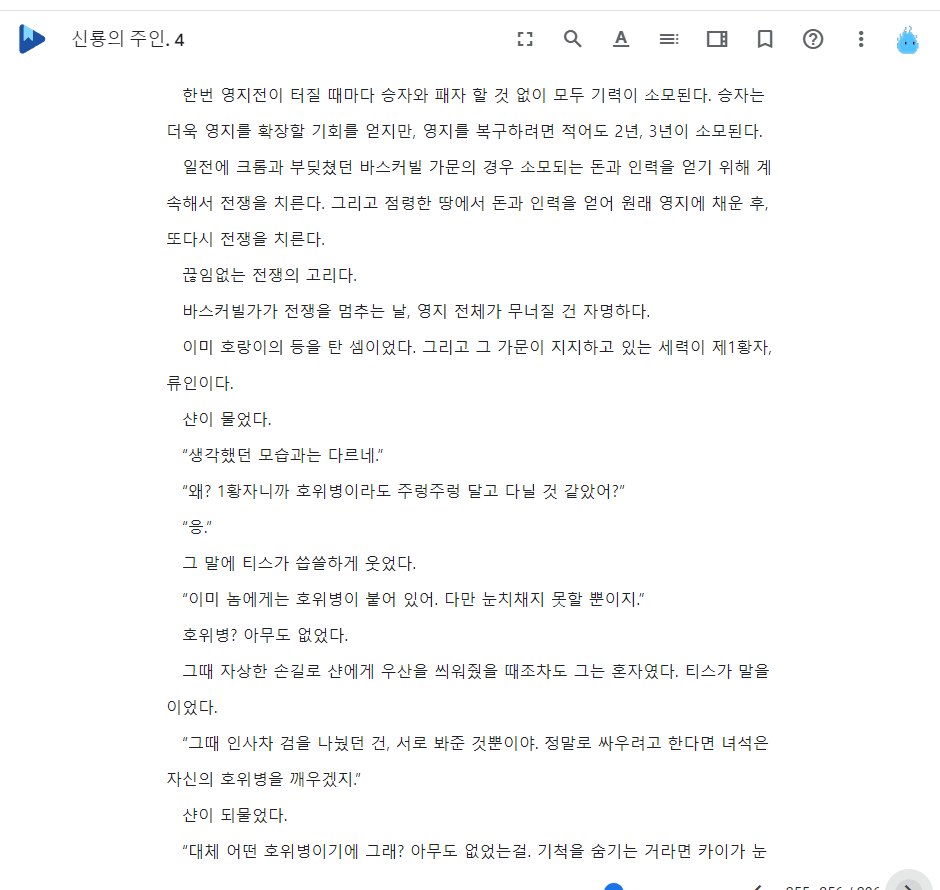 신룡의 주인. 4
한번 영지전이 터질 때마다 승자와 패자 할 것 없이 모두 기력이 소모된다. 승자는
더욱 영지를 확장할 기회를 얻지만, 영지를 복구하려면 적어도 2년, 3년이 소모된다.
일전에 크롬과 부딪쳤던 바스커빌 가문의 경우 소모되는 돈과 인력을 얻기 위해 계
속해서 전쟁을 치른다. 그리고 점령한 땅에서 돈과 인력을 얻어 원래 영지에 채운 후,
또다시 전쟁을 치른다.
끊임없는 전쟁의 고리다.
바스커빌가가 전쟁을 멈추는 날, 영지 전체가 무너질 건 자명하다.
이미 호랑이의 등을 탄 셈이었다. 그리고 그 가문이 지지하고 있는 세력이 제1황자,
류인이다.
샨이 물었다.
“생각했던 모습과는 다르네.”
“왜? 1황자니까 호위병이라도 주렁주렁 달고 다닐 것 같았어?”
“응.”
그 말에 티스가 씁쓸하게 웃었다.
“이미 놈에게는 호위병이 붙어 있어. 다만 눈치채지 못할 뿐이지.”
호위병? 아무도 없었다.
그때 자상한 손길로 샨에게 우산을 씌워줬을 때조차도 그는 혼자였다. 티스가 말을
이었다.
“그때 인사차 검을 나눴던 건, 서로 봐준 것뿐이야. 정말로 싸우려고 한다면 녀석은
자신의 호위병을 깨우겠지.”
샨이 되물었다.
“대체 어떤 호위병이기에 그래? 아무도 없었는걸. 기척을 숨기는 거라면 카이가 눈